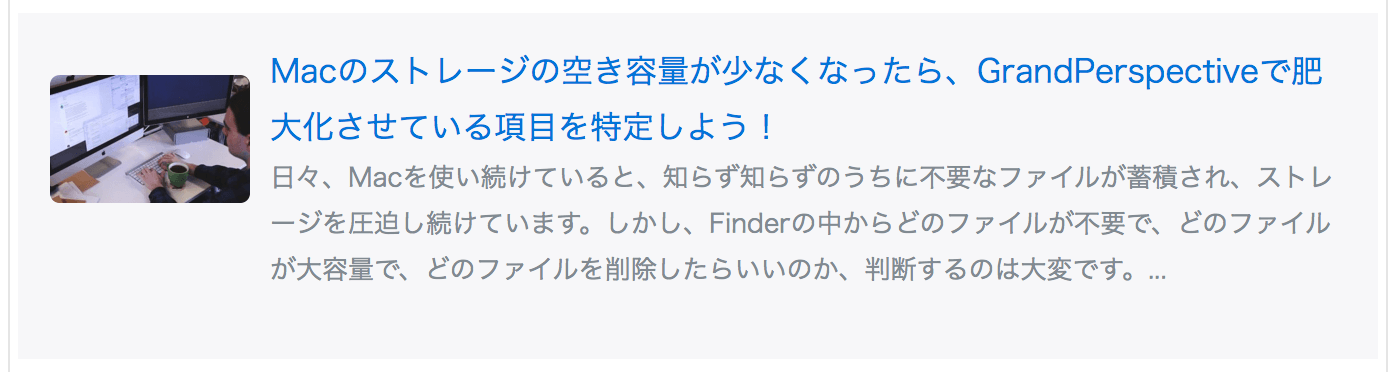 Macのストレージの空き容量が少なくなったら、GrandPerspectiveで肥
大化させている項目を特定しよう！
日々、Macを使い続けていると、知らず知らずのうちに不要なファイルが蓄積され、ストレ
ージを圧迫し続けています。しかし、Finderの中からどのファイルが不要で、どのファイル
が大容量で、どのファイルを削除したらいいのか、判断するのは大変です。...